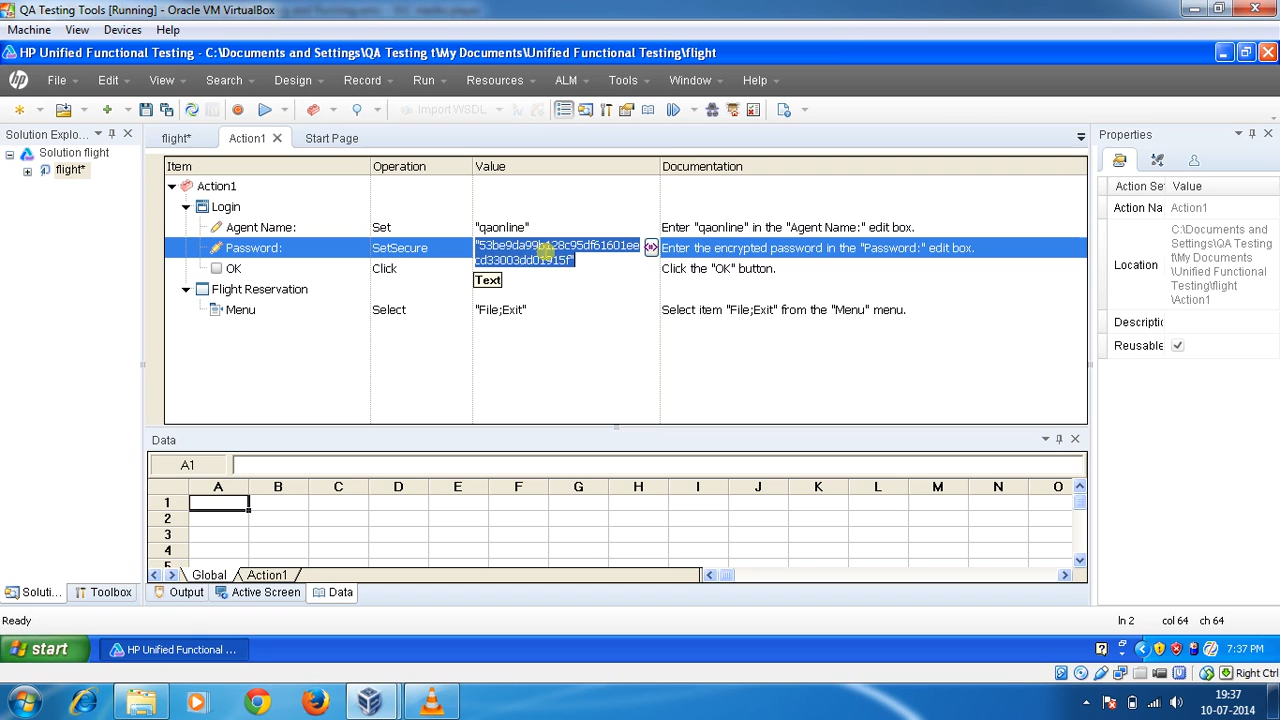 QA Testing Tools [Running] - Oracle VM VirtualBox
Machine View Devices Help
HP Unified Functional Testing - C:\Documents and Settings\QA Testing t\My Documents\Unified Functional Testing\flight
File Edit View Search Design Record Run Resources ALM Tools Window Help
Import WSDL
Solution Explo...
flight* Action1 Start Page
Properties
Solution flight
flight*
Item Operation Value Documentation
Action1
Login
Agent Name: Set "qaonline" Enter "qaonline" in the "Agent Name:" edit box.
Password: SetSecure "53be9da99b128c95df61601ee
cd33003dd01915f" Enter the encrypted password in the "Password:" edit box.
OK Click Click the "OK" button.
Text
Flight Reservation
Menu Select "File;Exit" Select item "File;Exit" from the "Menu" menu.
Action Se Value
Action Na Action1
Location C:\Documents
and Settings\QA
Testing
t\My Documents
\Unified
Functional
Testing\flight
\Action1
Descriptic
Reusable
Data
A1
A B C D E F G H I J K L M N O
1
2
3
4
5
Global Action1
Soluti... Toolbox Output Active Screen Data
Ready
ln 2 col 64 ch 64
start HP Unified Functional ... 7:37 PM
Right Ctrl
19:37
10-07-2014